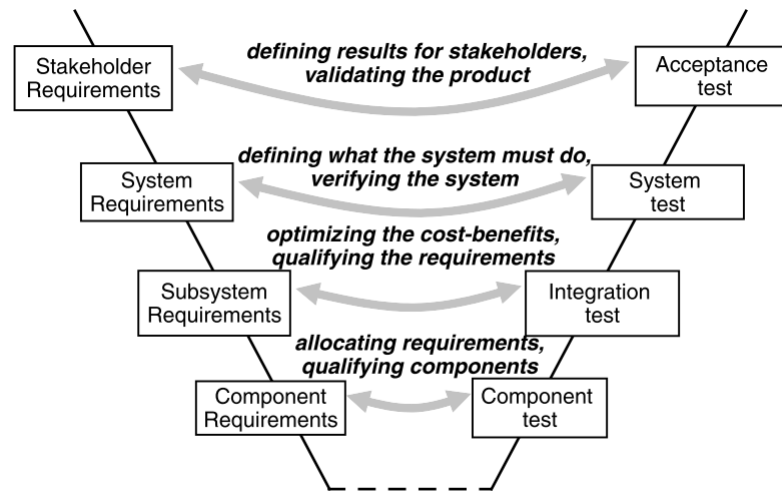 defining results for stakeholders,
validating the product
Stakeholder
Requirements
Acceptance
test
defining what the system must do,
verifying the system
System
Requirements
System
test
optimizing the cost-benefits,
qualifying the requirements
Subsystem
Requirements
Integration
test
allocating requirements,
qualifying components
Component
Requirements
Component
test